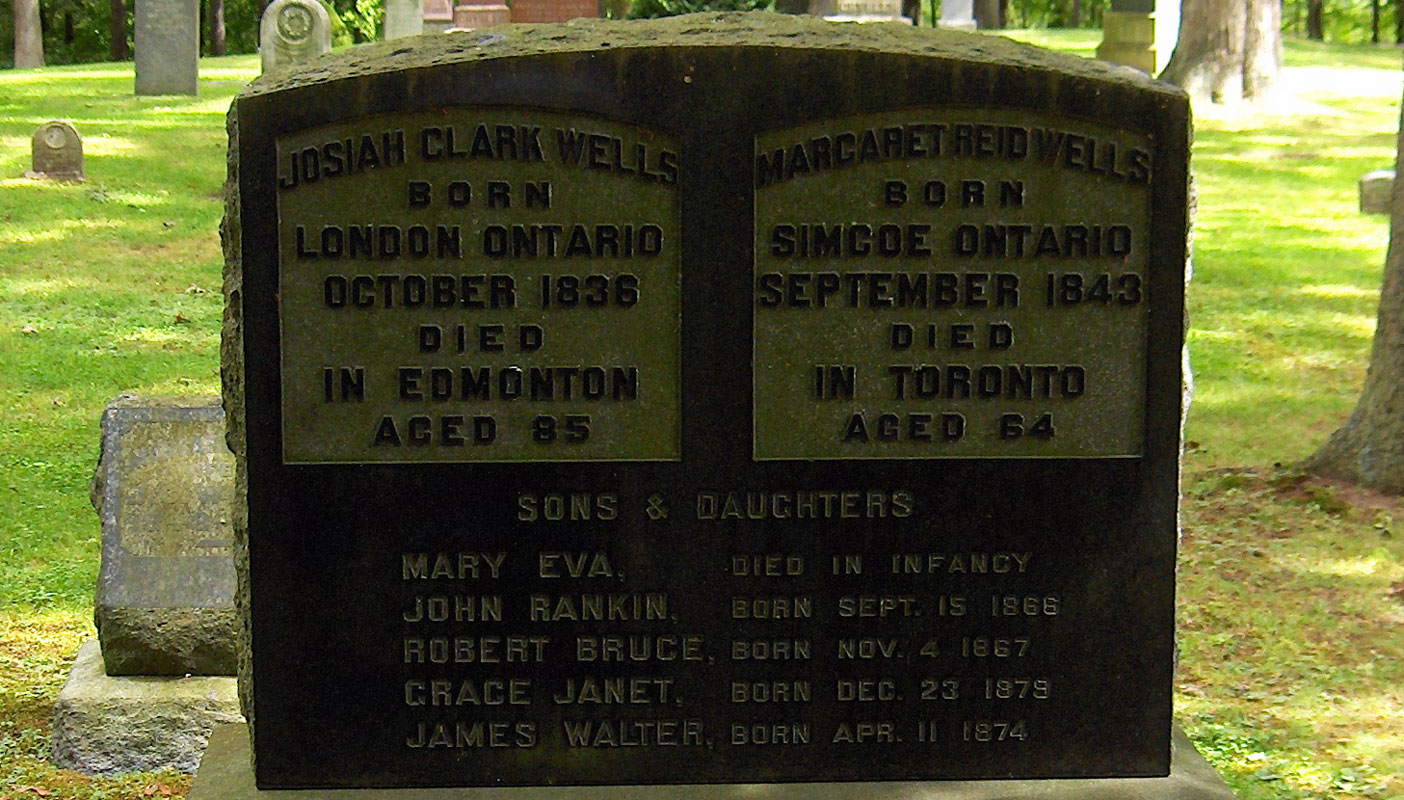 JOSIAH CLARK WELLS
BORN
LONDON ONTARIO
OCTOBER 1836
DIED
IN EDMONTON
AGED 85
MARGARET REID WELLS
BORN
SIMCOE ONTARIO
SEPTEMBER 1843
DIED
IN TORONTO
AGED 64
SONS & DAUGHTERS
MARY EVA, DIED IN INFANCY
JOHN RANKIN, BORN SEPT. 15 1866
ROBERT BRUCE, BORN NOV. 4 1867
GRACE JANET, BORN DEC. 23 1879
JAMES WALTER, BORN APR. 11 1874